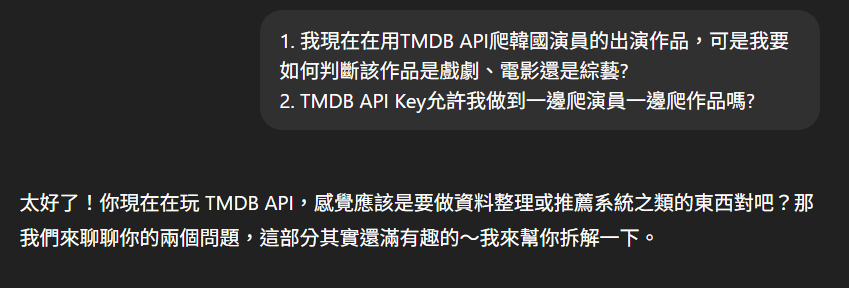 1. 我現在在用TMDB API爬韓國演員的出演作品，可是我要
如何判斷該作品是戲劇、電影還是綜藝?
2. TMDB API Key允許我做到一邊爬演員一邊爬作品嗎?
太好了！你現在在玩 TMDB API，感覺應該是要做資料整理或推薦系統之類的東西對吧？那
我們來聊聊你的兩個問題，這部分其實還滿有趣的～我來幫你拆解一下。